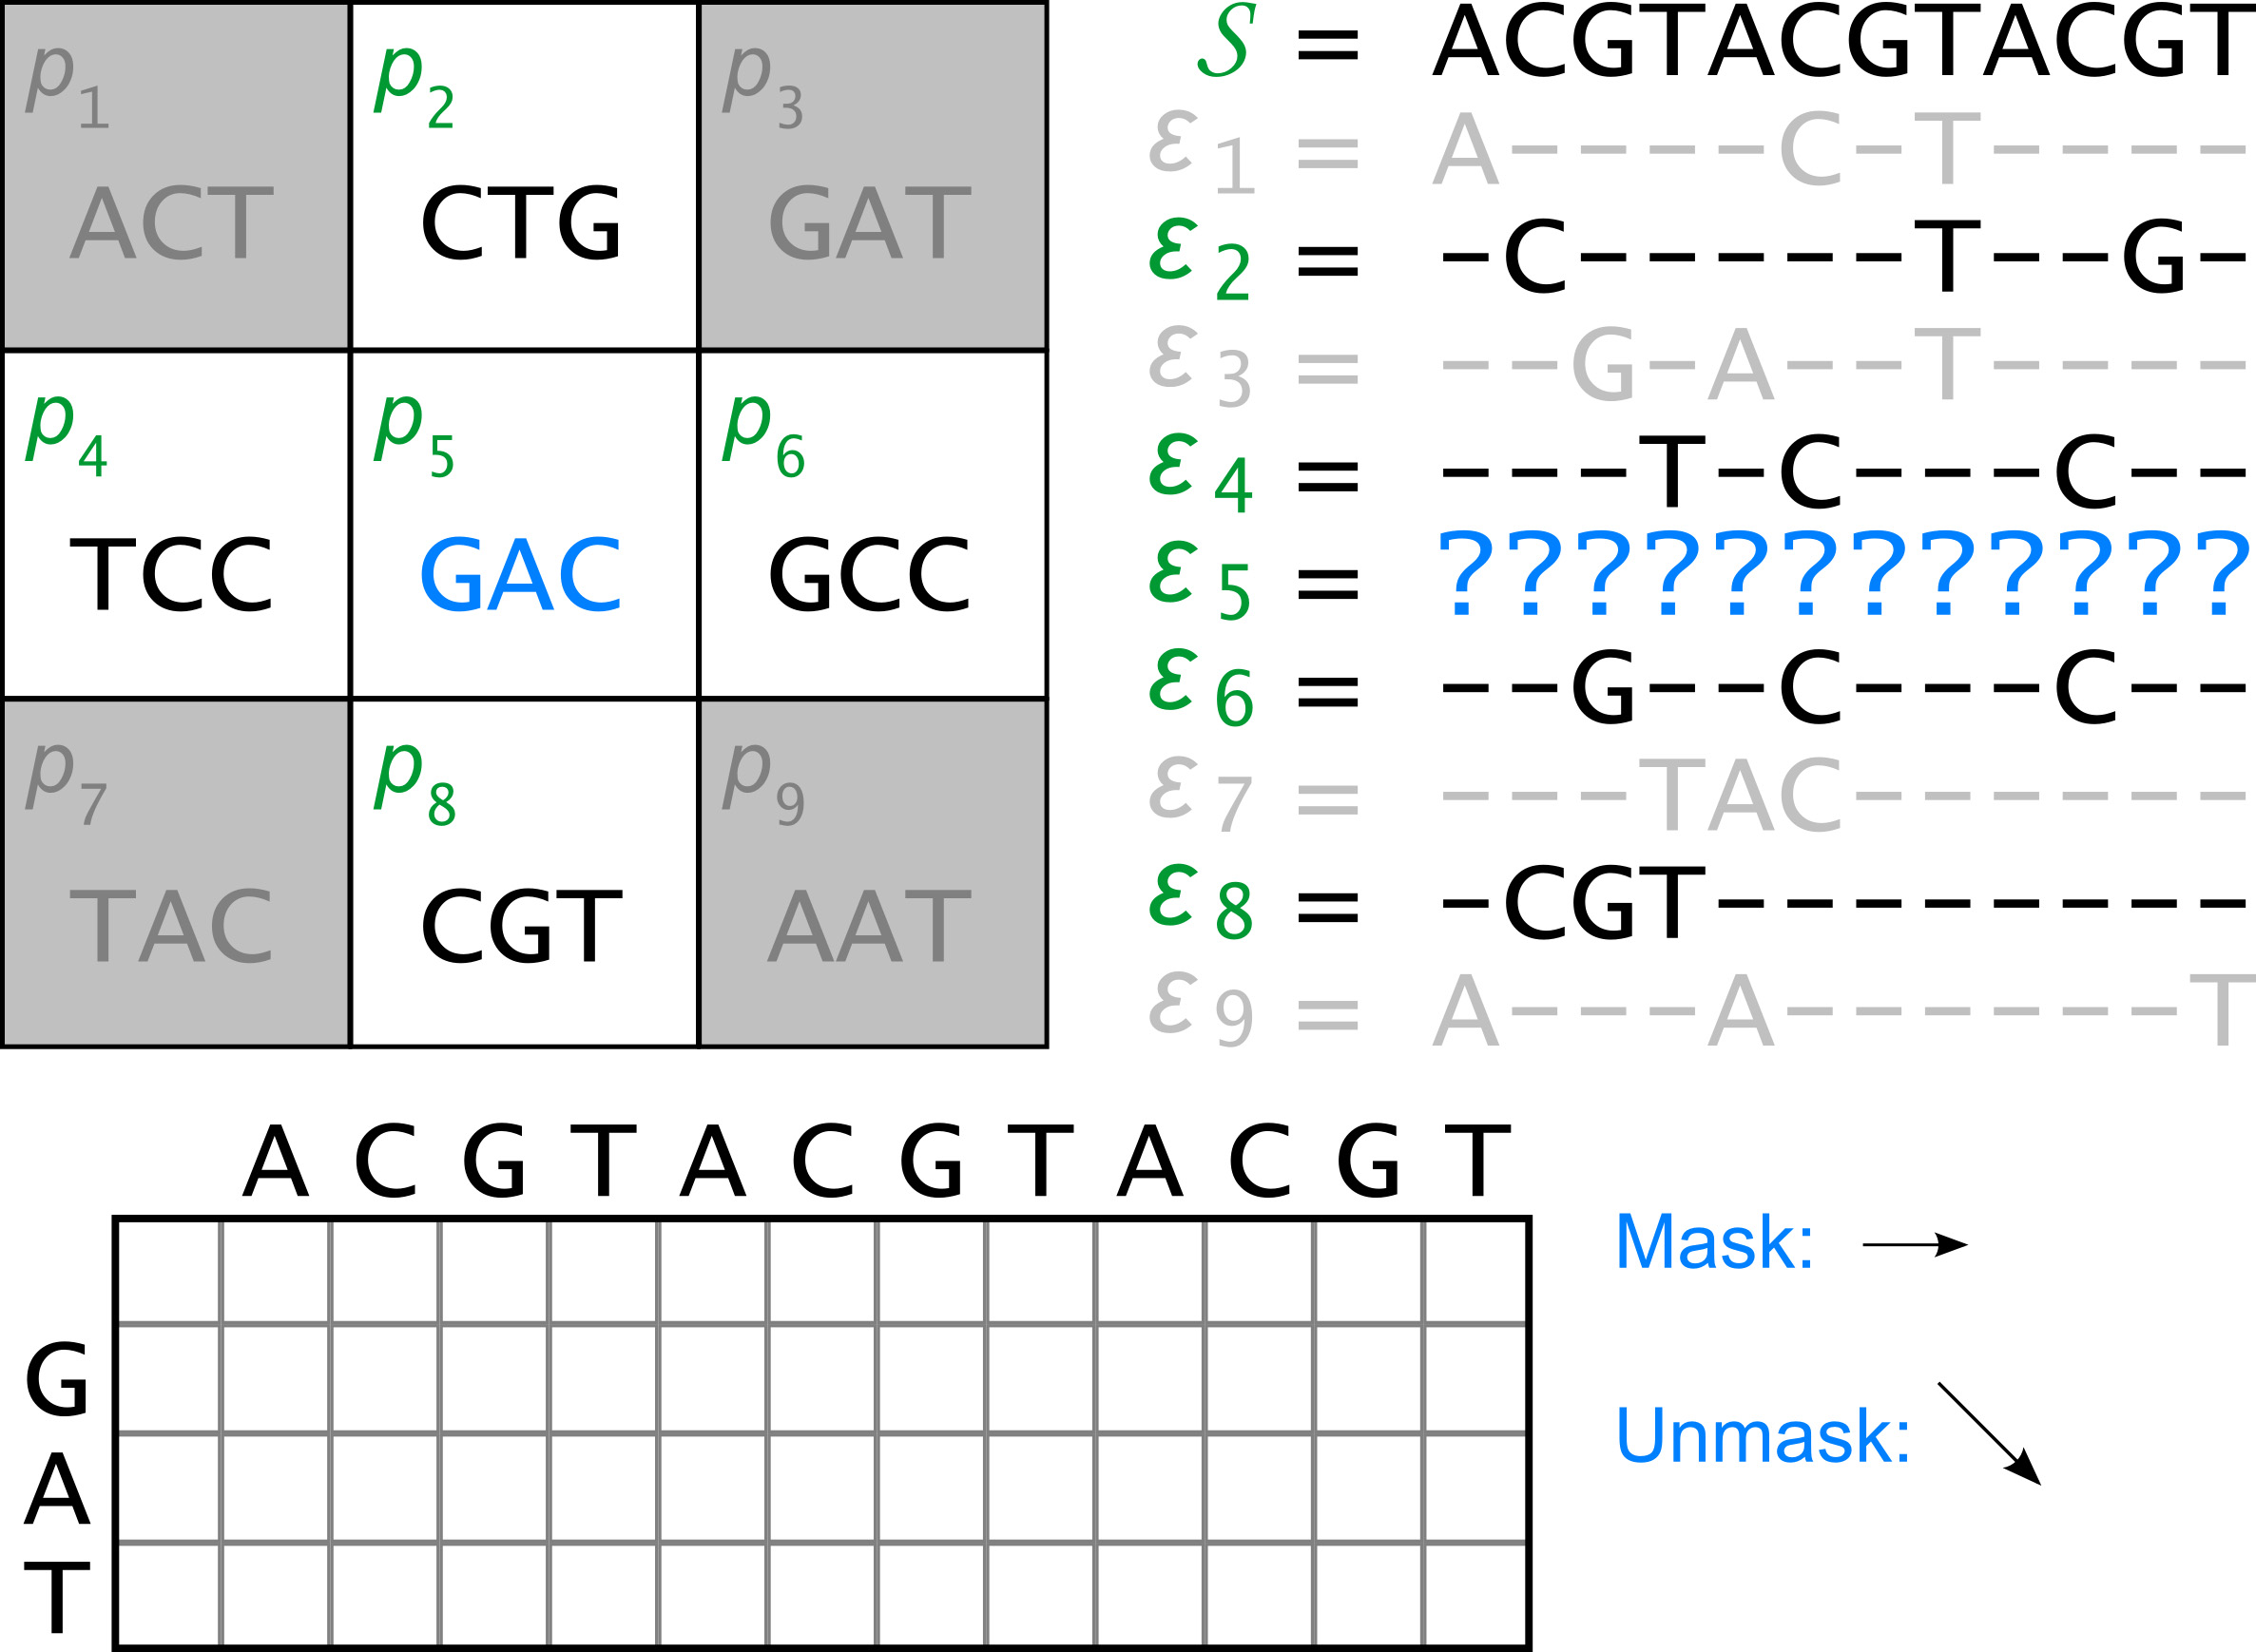 p1 p2 p3
ACT CTG GAT
p4 p5 p6
TCC GAC GCC
p7 p8 p9
TAC CGT AAT
S = ACGTACGTACGT
ε1 = A----C-T----
ε2 = -C-----T--G-
ε3 = --G-A--T----
ε4 = ---T-C---C--
ε5 = ????????????
ε6 = --G--C---C--
ε7 = ---TAC------
ε8 = -CGT--------
ε9 = A---A------T
A C G T A C G T A C G T
G
A
T
Mask:
Unmask: